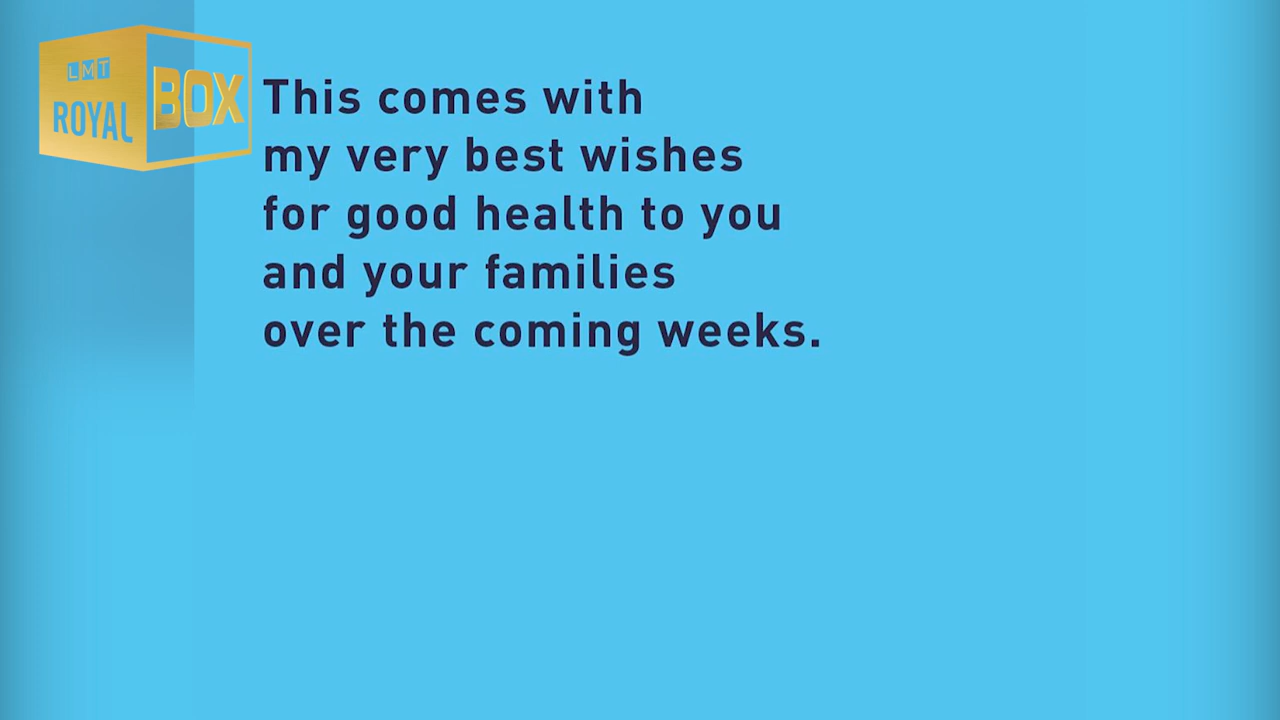 LMT
ROYAL
BOX
This comes with
my very best wishes
for good health to you
and your families
over the coming weeks.